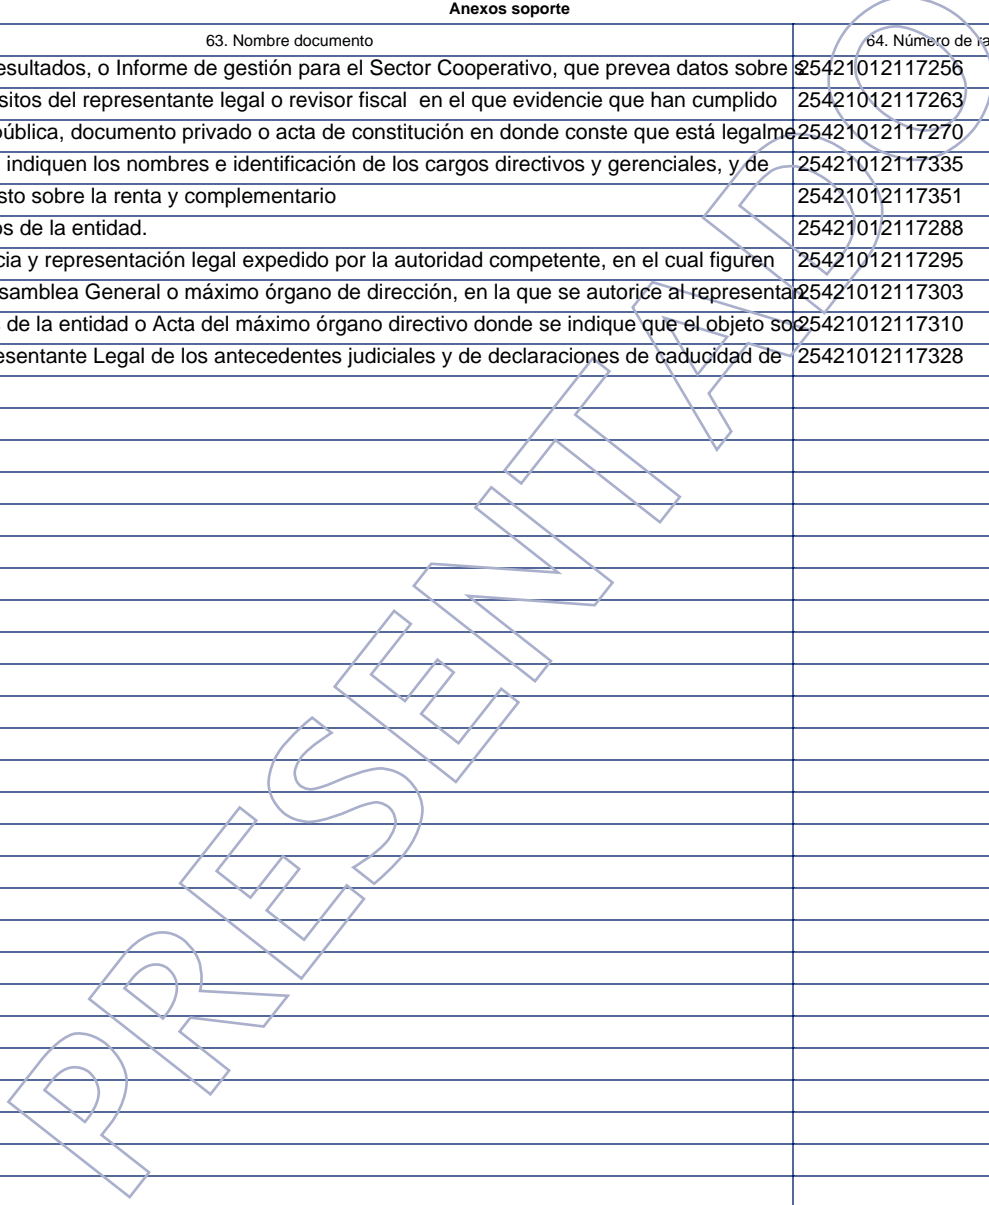 Anexos soporte
63. Nombre documento 64. Número de ra
esultados, o Informe de gestión para el Sector Cooperativo, que prevea datos sobre s 25421012117256
sitos del representante legal o revisor fiscal en el que evidencie que han cumplido 25421012117263
pública, documento privado o acta de constitución en donde conste que está legalme 25421012117270
indiquen los nombres e identificación de los cargos directivos y gerenciales, y de 25421012117335
sto sobre la renta y complementario 25421012117351
os de la entidad. 25421012117288
cia y representación legal expedido por la autoridad competente, en el cual figuren 25421012117295
samblea General o máximo órgano de dirección, en la que se autorice al representan 25421012117303
de la entidad o Acta del máximo órgano directivo donde se indique que el objeto soc 25421012117310
esentante Legal de los antecedentes judiciales y de declaraciones de caducidad de 25421012117328
PRESENTADO